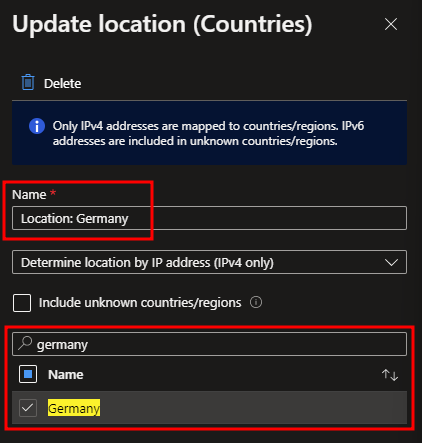 Update location (Countries)
Delete
Only IPv4 addresses are mapped to countries/regions. IPv6
addresses are included in unknown countries/regions.
Name *
Location: Germany
Determine location by IP address (IPv4 only)
Include unknown countries/regions
germany
Name
Germany